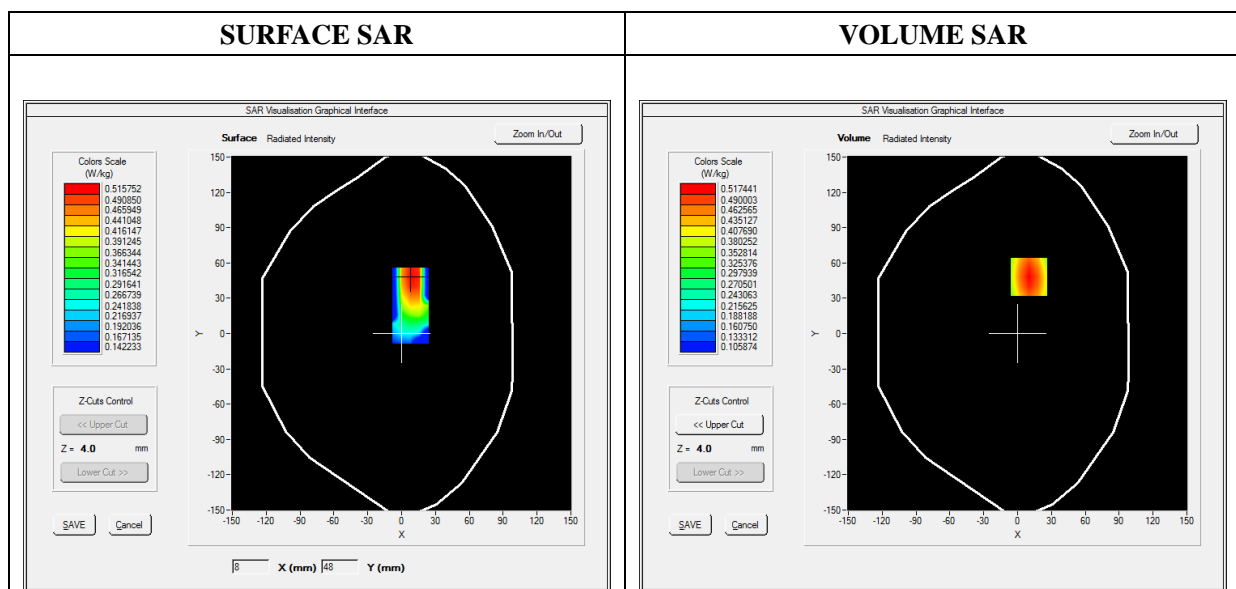 SURFACE SAR
VOLUME SAR
SAR Visualisation Graphical Interface
Surface Radiated Intensity
Zoom In/Out
Colors Scale
(W/kg)
0.515752
0.490850
0.465949
0.441048
0.416147
0.391245
0.366344
0.341443
0.316542
0.291641
0.266739
0.241838
0.216937
0.192036
0.167135
0.142233
Z-Cuts Control
<< Upper Cut
Z = 4.0 mm
Lower Cut >>
SAVE
Cancel
150
120
90
60
30
0
-30
-60
-90
-120
-150
Y
-150 -120 -90 -60 -30 0 30 60 90 120 150
X
8 X (mm) 48 Y (mm)
SAR Visualisation Graphical Interface
Volume Radiated Intensity
Zoom In/Out
Colors Scale
(W/kg)
0.517441
0.490003
0.462565
0.435127
0.407690
0.380252
0.352814
0.325376
0.297939
0.270501
0.243063
0.215625
0.188188
0.160750
0.133312
0.105874
Z-Cuts Control
<< Upper Cut
Z = 4.0 mm
Lower Cut >>
SAVE
Cancel
150
120
90
60
30
0
-30
-60
-90
-120
-150
Y
-150 -120 -90 -60 -30 0 30 60 90 120 150
X